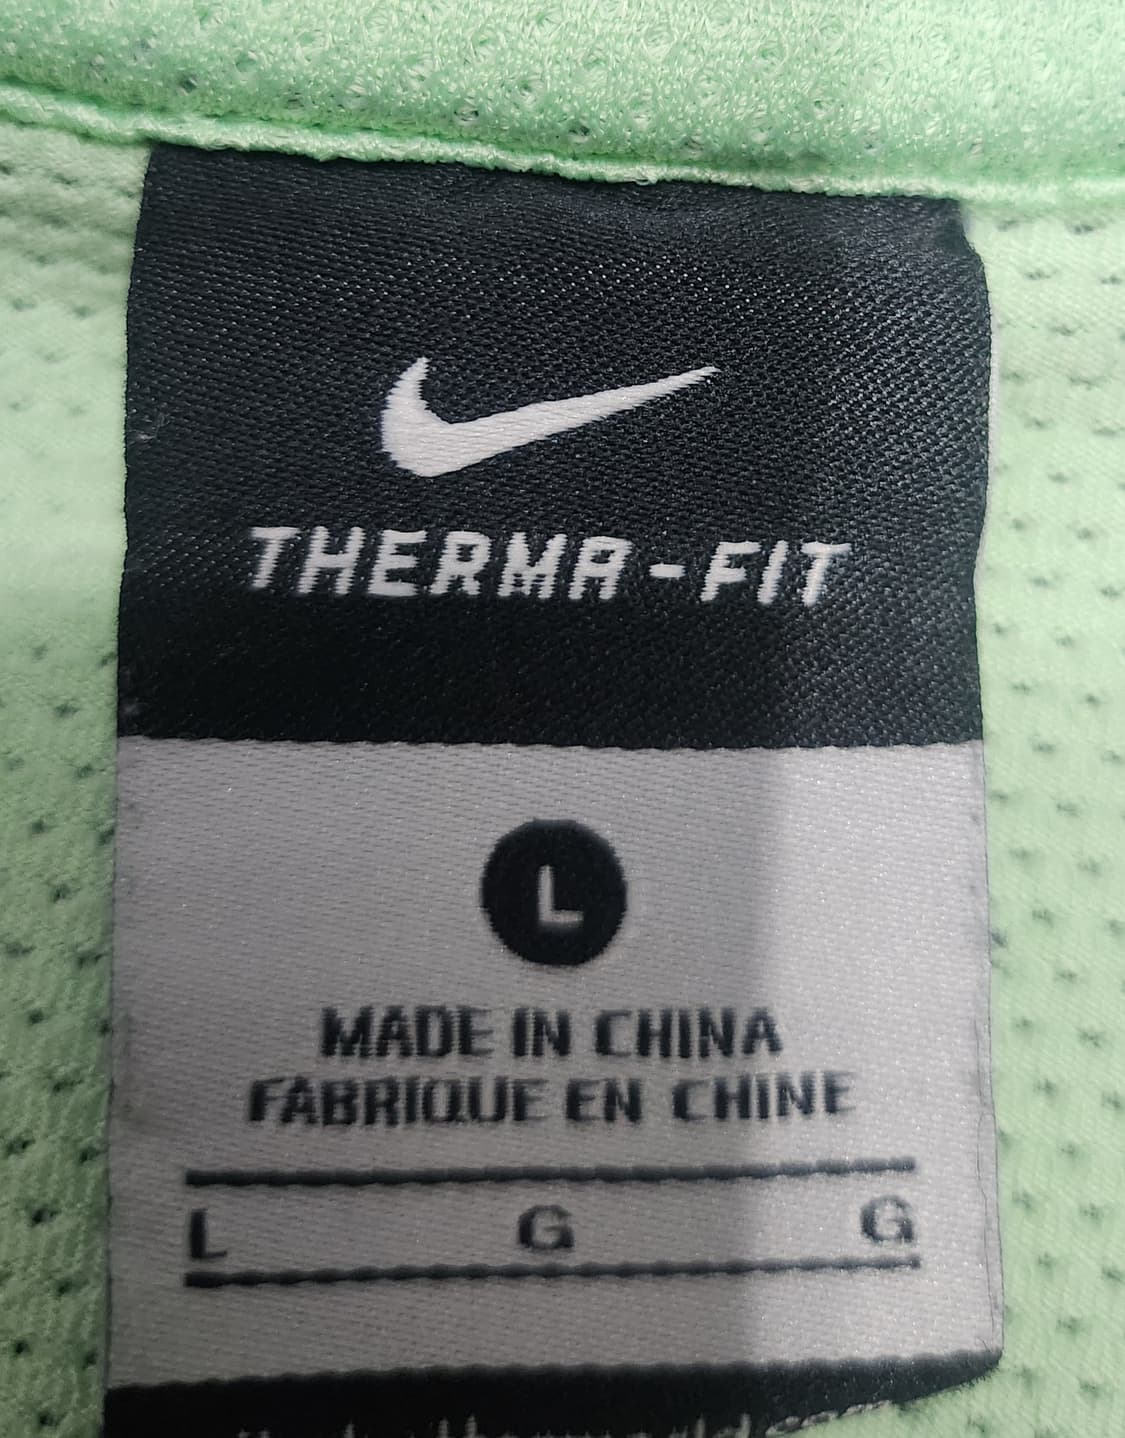 THERMA-FIT
L
MADE IN CHINA
FABRIQUE EN CHINE
L G G